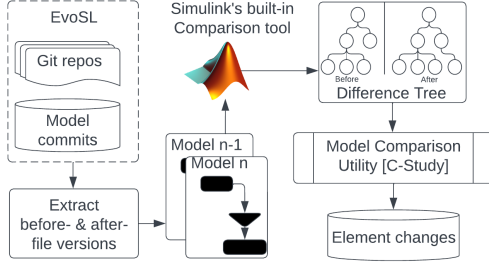 EvoSL
Git repos
Model
commits
Extract
before- & after-
file versions
Simulink's built-in
Comparison tool
Model n-1
Model n
Before
After
Difference Tree
Model Comparison
Utility [C-Study]
Element changes